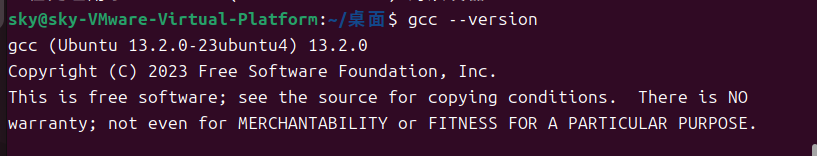 sky@sky-VMware-Virtual-Platform:~/桌面$ gcc --version
gcc (Ubuntu 13.2.0-23ubuntu4) 13.2.0
Copyright (C) 2023 Free Software Foundation, Inc.
This is free software; see the source for copying conditions.  There is NO
warranty; not even for MERCHANTABILITY or FITNESS FOR A PARTICULAR PURPOSE.